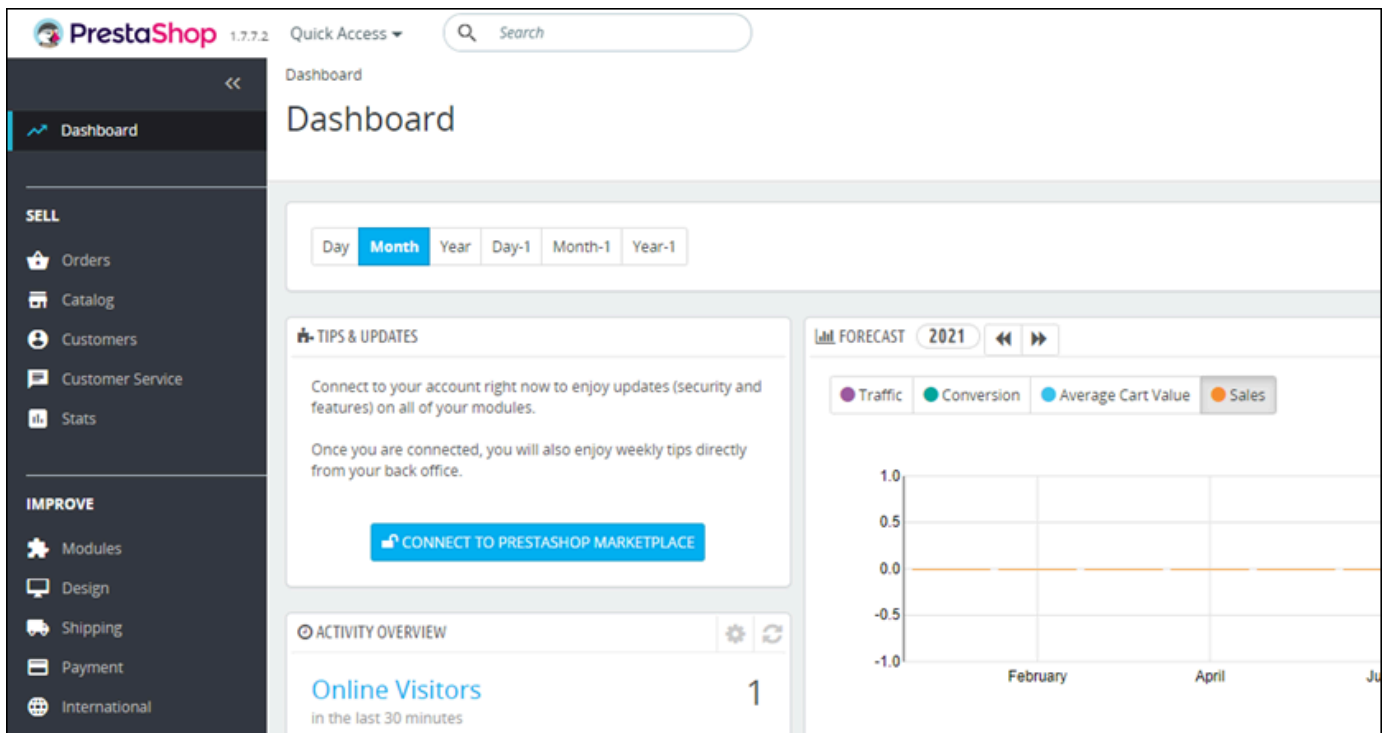 PrestaShop 1.7.7.2 Quick Access Search
Dashboard
Dashboard
Dashboard
SELL
Orders
Catalog
Customers
Customer Service
Stats
IMPROVE
Modules
Design
Shipping
Payment
International
Day Month Year Day-1 Month-1 Year-1
TIPS & UPDATES
Connect to your account right now to enjoy updates (security and
features) on all of your modules.
Once you are connected, you will also enjoy weekly tips directly
from your back office.
CONNECT TO PRESTASHOP MARKETPLACE
ACTIVITY OVERVIEW
Online Visitors 1
in the last 30 minutes
FORECAST 2021
Traffic Conversion Average Cart Value Sales
1.0
0.5
0.0
-0.5
-1.0
February April Ju